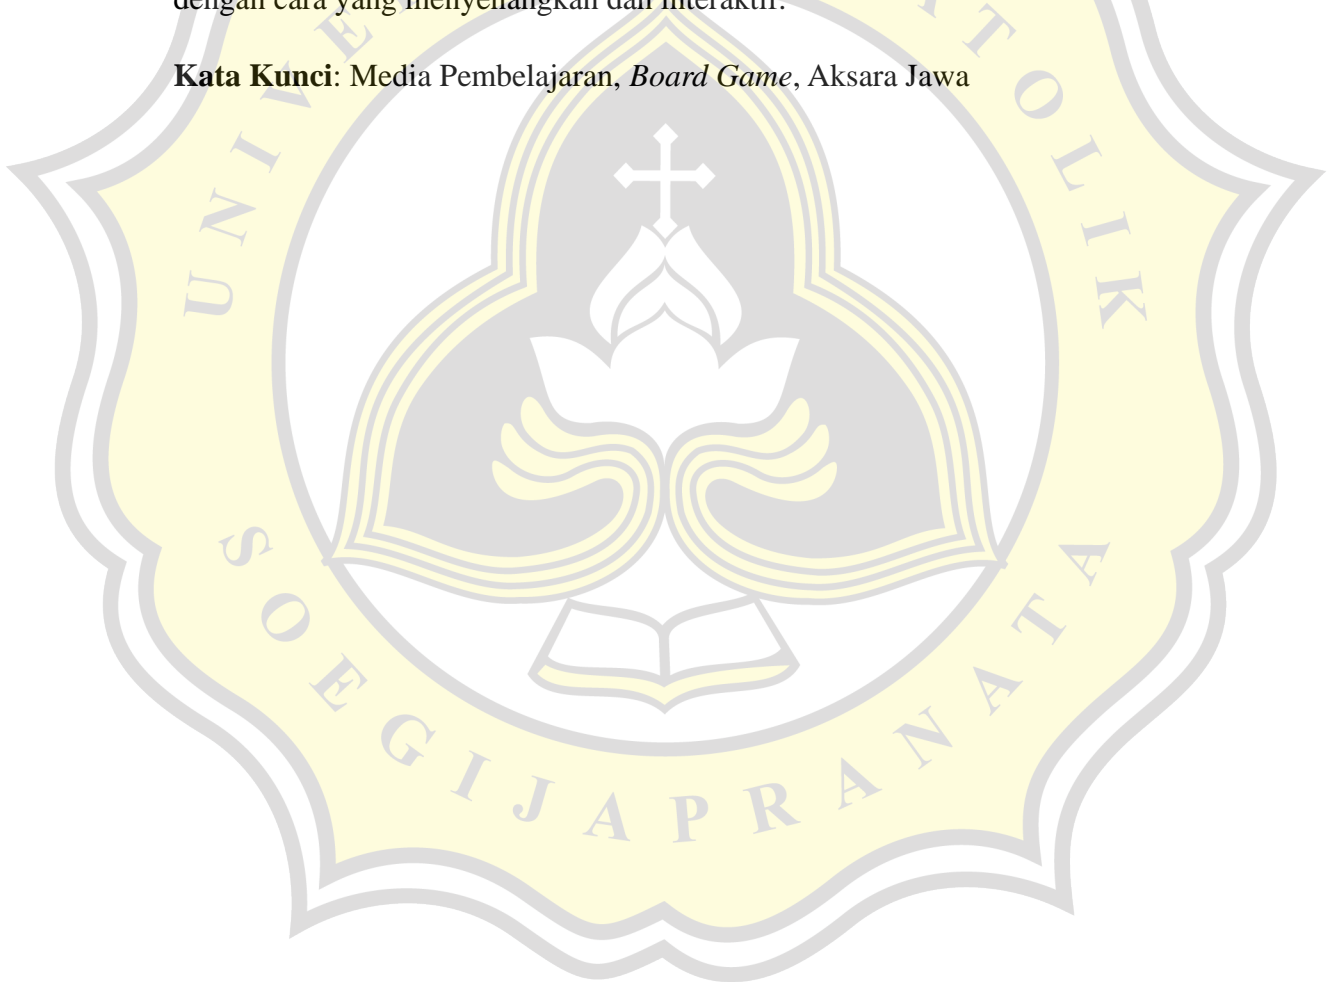 dengan cara yang menyenangkan dan interaktif.
Kata Kunci: Media Pembelajaran, Board Game, Aksara Jawa
SOEGIJAPRANATA